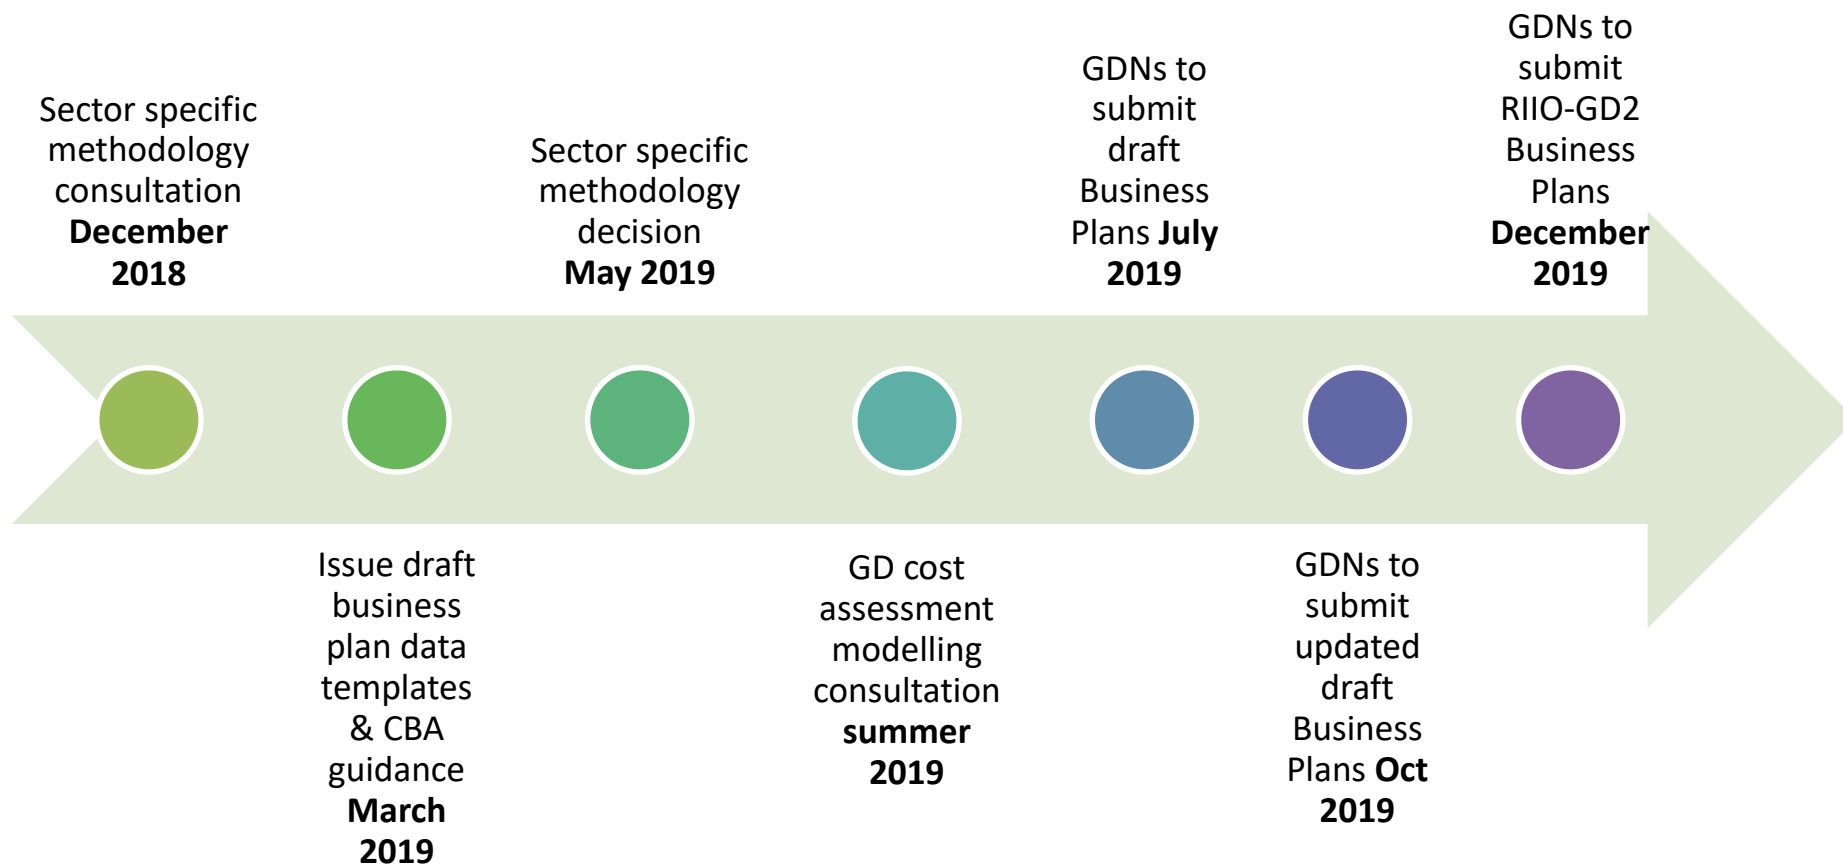 Sector specific
methodology
consultation
December
2018
Issue draft
business
plan data
templates
& CBA
guidance
March
2019
Sector specific
methodology
decision
May 2019
GD cost
assessment
modelling
consultation
summer
2019
GDNs to
submit
draft
Business
Plans July
2019
GDNs to
submit
updated
draft
Business
Plans Oct
2019
GDNs to
submit
RIIO-GD2
Business
Plans
December
2019